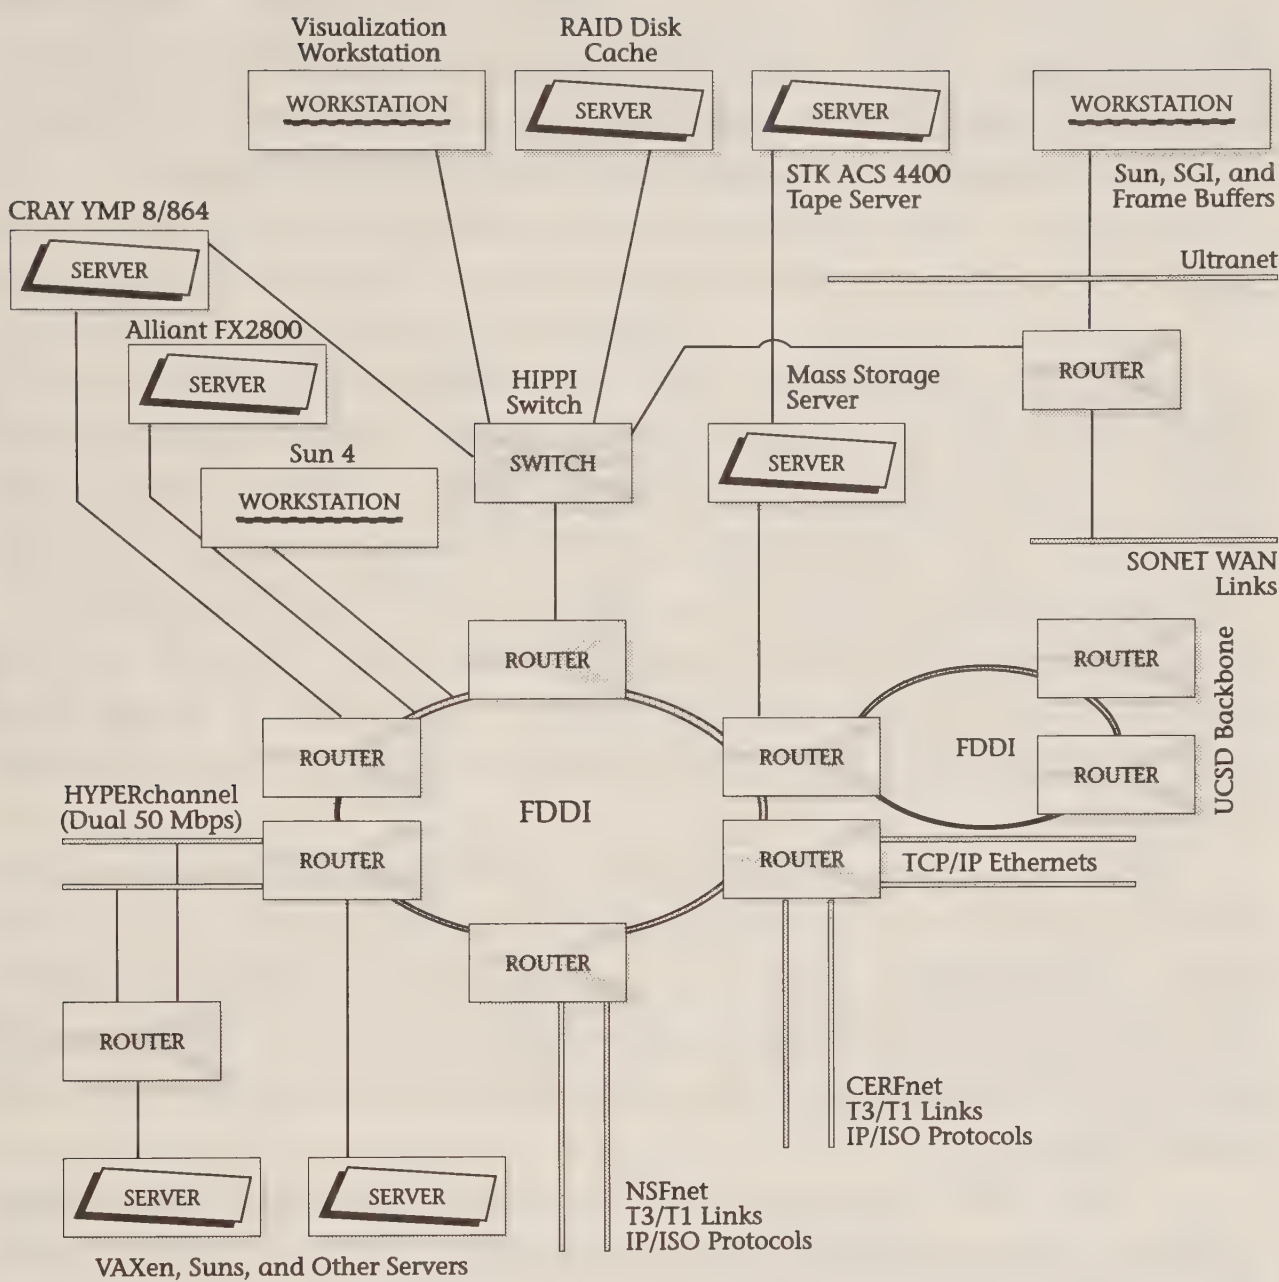 Visualization
Workstation
RAID Disk
Cache
WORKSTATION
SERVER
SERVER
WORKSTATION
STK ACS 4400
Tape Server
Sun, SGI, and
Frame Buffers
CRAY YMP 8/864
SERVER
Ultranet
Alliant FX2800
SERVER
HIPPI
Switch
Mass Storage
Server
ROUTER
Sun 4
WORKSTATION
SWITCH
SERVER
SONET WAN
Links
ROUTER
ROUTER
UCSD Backbone
ROUTER
ROUTER
FDDI
ROUTER
HYPERchannel
(Dual 50 Mbps)
FDDI
ROUTER
ROUTER
TCP/IP Ethernets
ROUTER
ROUTER
CERFnet
T3/T1 Links
IP/ISO Protocols
SERVER
SERVER
NSFnet
T3/T1 Links
IP/ISO Protocols
VAXen, Suns, and Other Servers